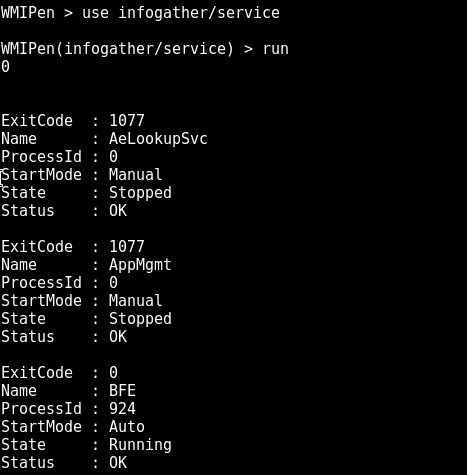 WMIPen > use infogather/service
WMIPen(infogather/service) > run
0
ExitCode  : 1077
Name      : AeLookupSvc
ProcessId : 0
StartMode : Manual
State     : Stopped
Status    : OK
ExitCode  : 1077
Name      : AppMgmt
ProcessId : 0
StartMode : Manual
State     : Stopped
Status    : OK
ExitCode  : 0
Name      : BFE
ProcessId : 924
StartMode : Auto
State     : Running
Status    : OK